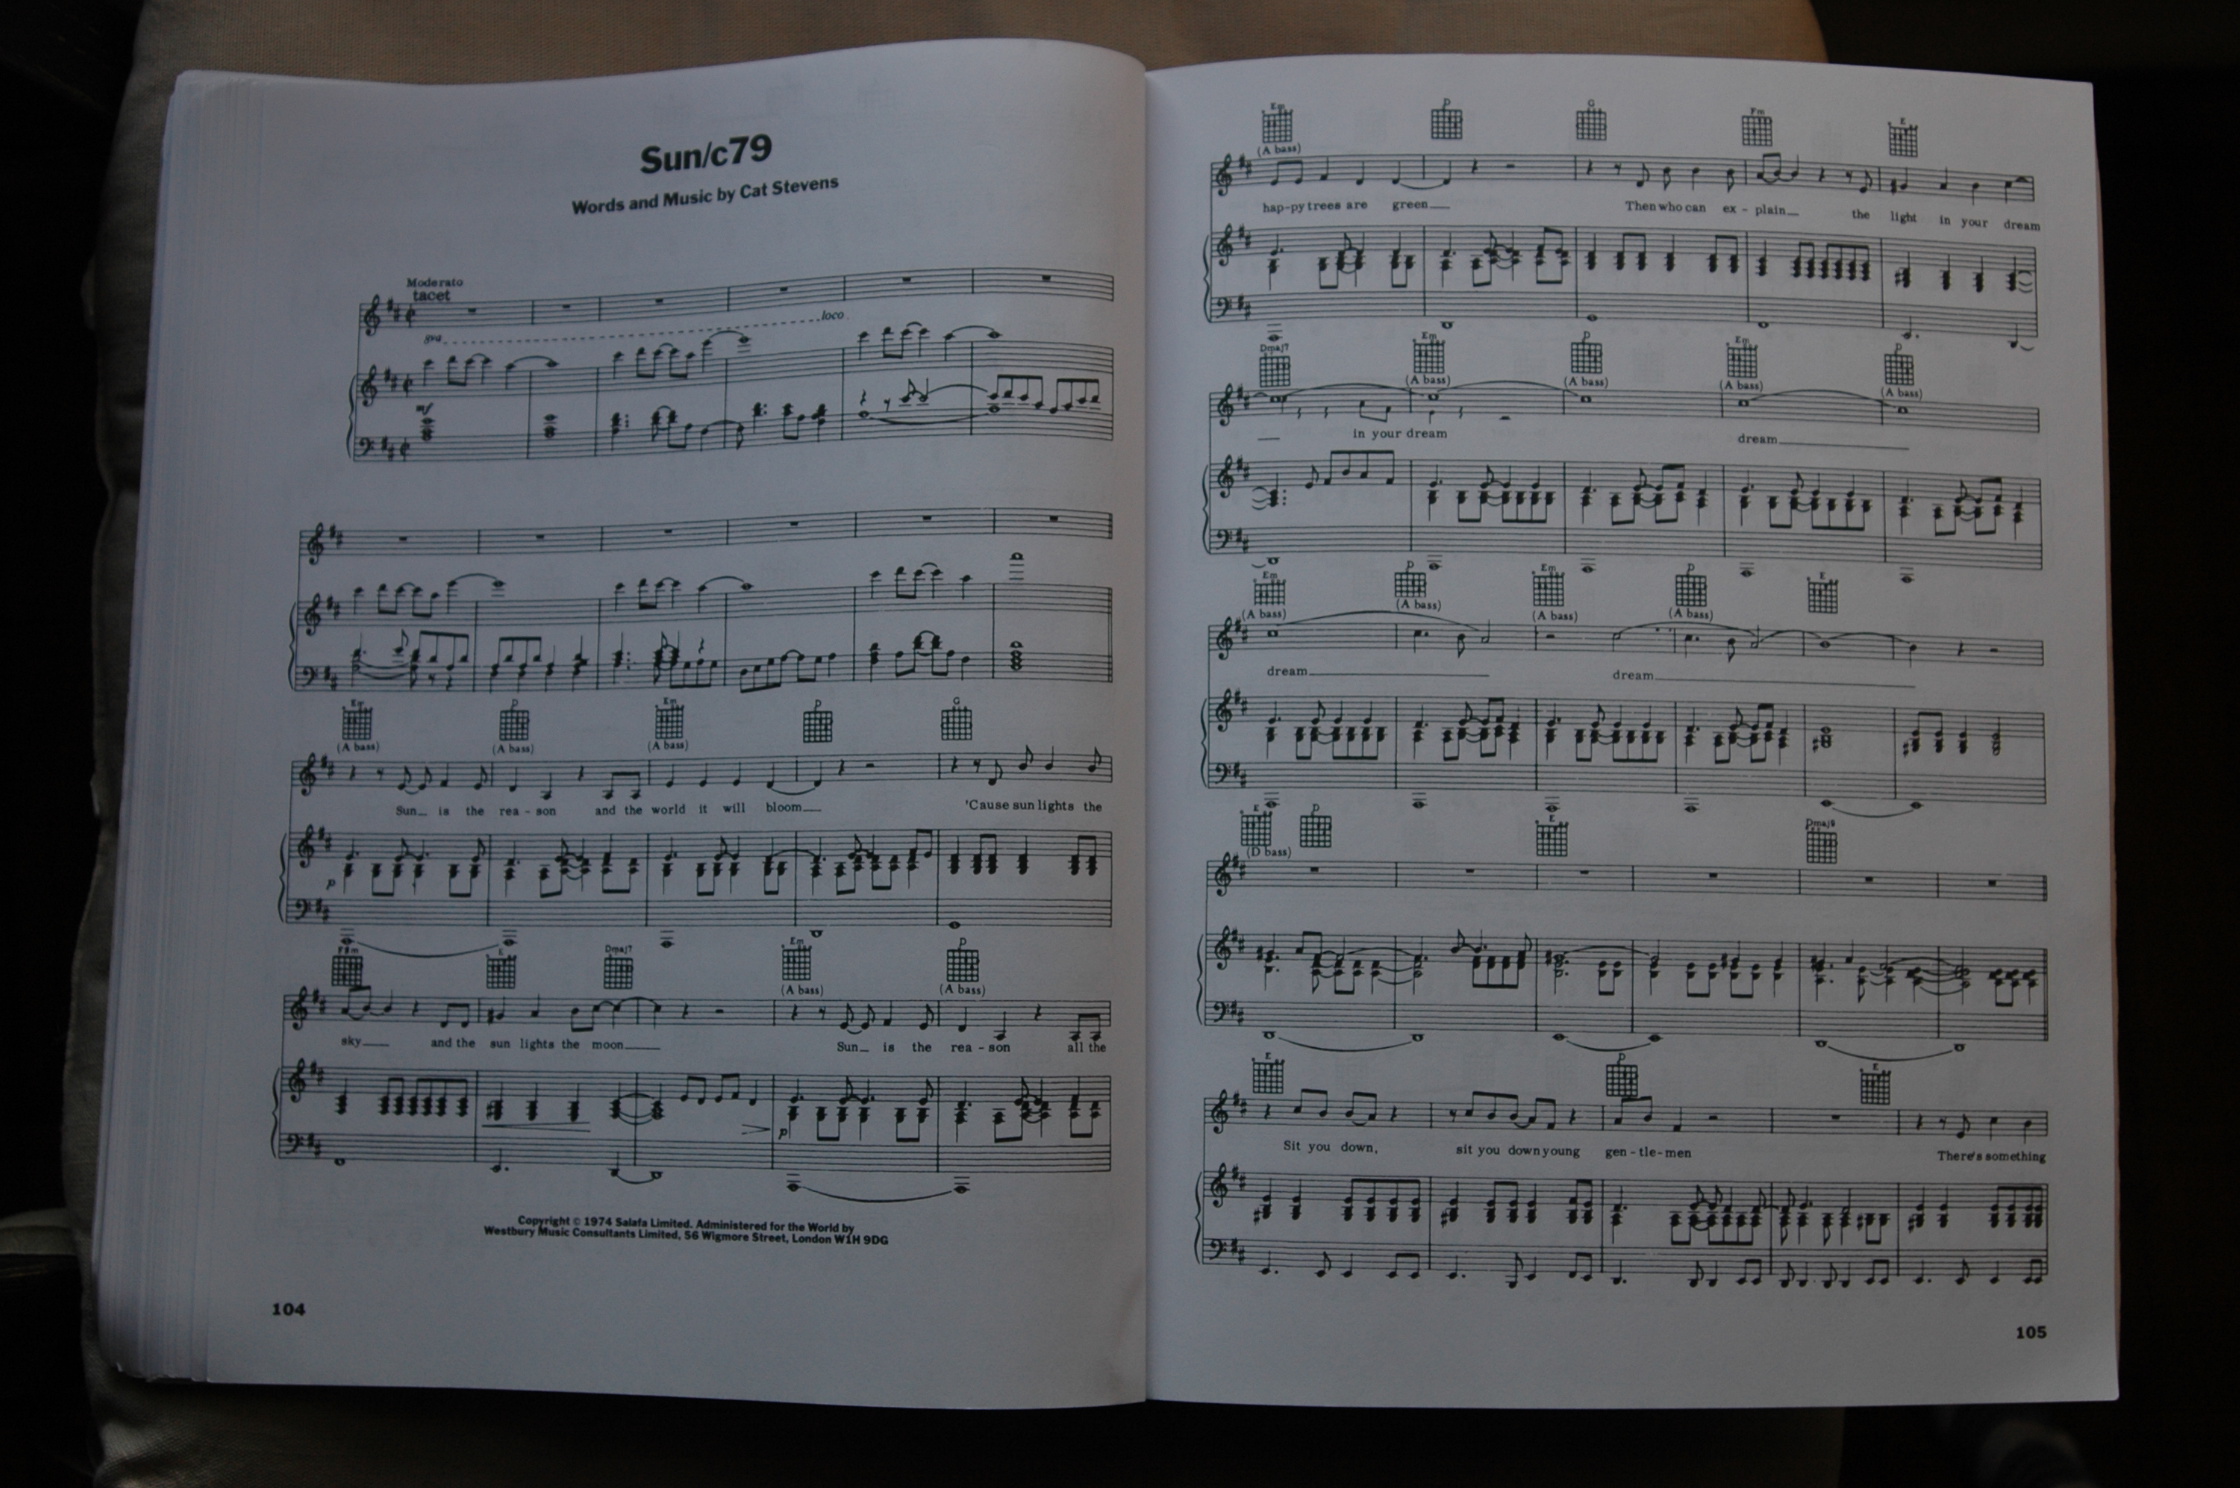 Sun/c79
Words and Music by Cat Stevens
Moderato
tacet
8va
loco
mf
Em D Em D G
(A bass) (A bass) (A bass)
Sun is the rea - son and the world it will bloom 'Cause sun lights the
p
F#m E Dmaj7 Em D
(A bass) (A bass)
sky and the sun lights the moon Sun is the rea - son all the
p
Copyright © 1974 Salafa Limited. Administered for the World by
Westbury Music Consultants Limited, 56 Wigmore Street, London W1H 9DG
104
Em D G Fm E
(A bass)
hap-py trees are green Then who can ex - plain the light in your dream
Dmaj7 Em D Em D
(A bass) (A bass) (A bass) (A bass)
in your dream dream
Em D Em D E
(A bass) (A bass) (A bass) (A bass)
dream dream
E D E
(D bass)
E D E
Sit you down, sit you down young gen - tle - men There's something
105